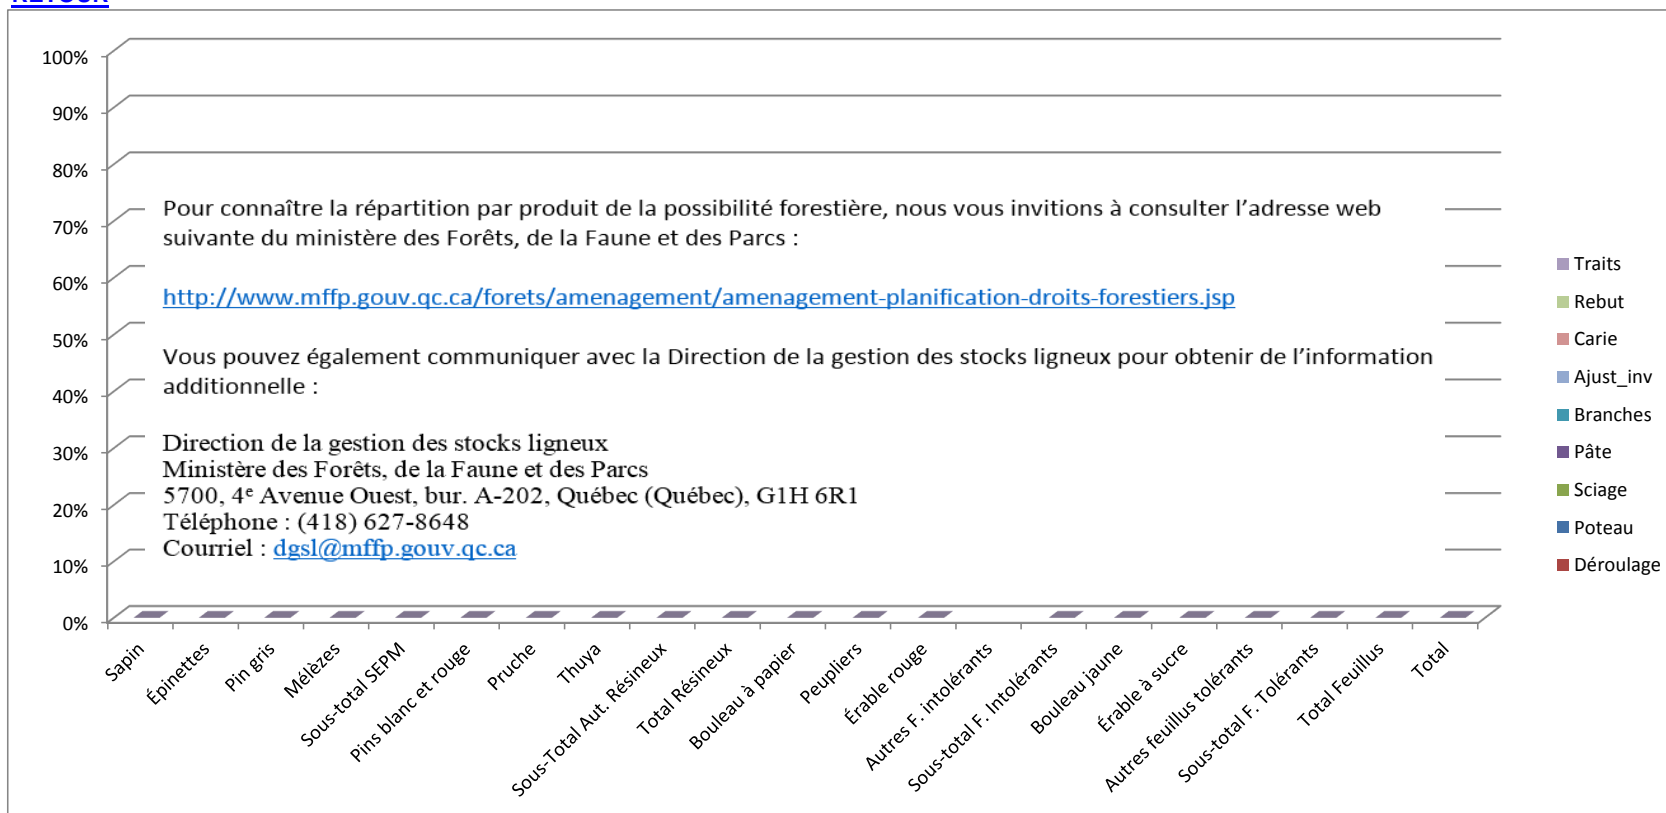 RETOUR
100%
90%
80%
70%
60%
50%
40%
30%
20%
10%
0%
Pour connaître la répartition par produit de la possibilité forestière, nous vous invitions à consulter l'adresse web
suivante du ministère des Forêts, de la Faune et des Parcs :
http://www.mffp.gouv.qc.ca/forets/amenagement/amenagement-planification-droits-forestiers.jsp
Vous pouvez également communiquer avec la Direction de la gestion des stocks ligneux pour obtenir de l'information
additionnelle :
Direction de la gestion des stocks ligneux
Ministère des Forêts, de la Faune et des Parcs
5700, 4e Avenue Ouest, bur. A-202, Québec (Québec), G1H 6R1
Téléphone : (418) 627-8648
Courriel : dgsl@mffp.gouv.qc.ca
Traits
Rebut
Carie
Ajust_inv
Branches
Pâte
Sciage
Poteau
Déroulage
Sapin
Épinettes
Pin gris
Mélèzes
Sous-total SEPM
Pins blanc et rouge
Pruche
Thuya
Sous-Total Aut. Résineux
Total Résineux
Bouleau à papier
Peupliers
Érable rouge
Autres F. intolérants
Sous-total F. Intolérants
Bouleau jaune
Érable à sucre
Autres feuillus tolérants
Sous-total F. Tolérants
Total Feuillus
Total